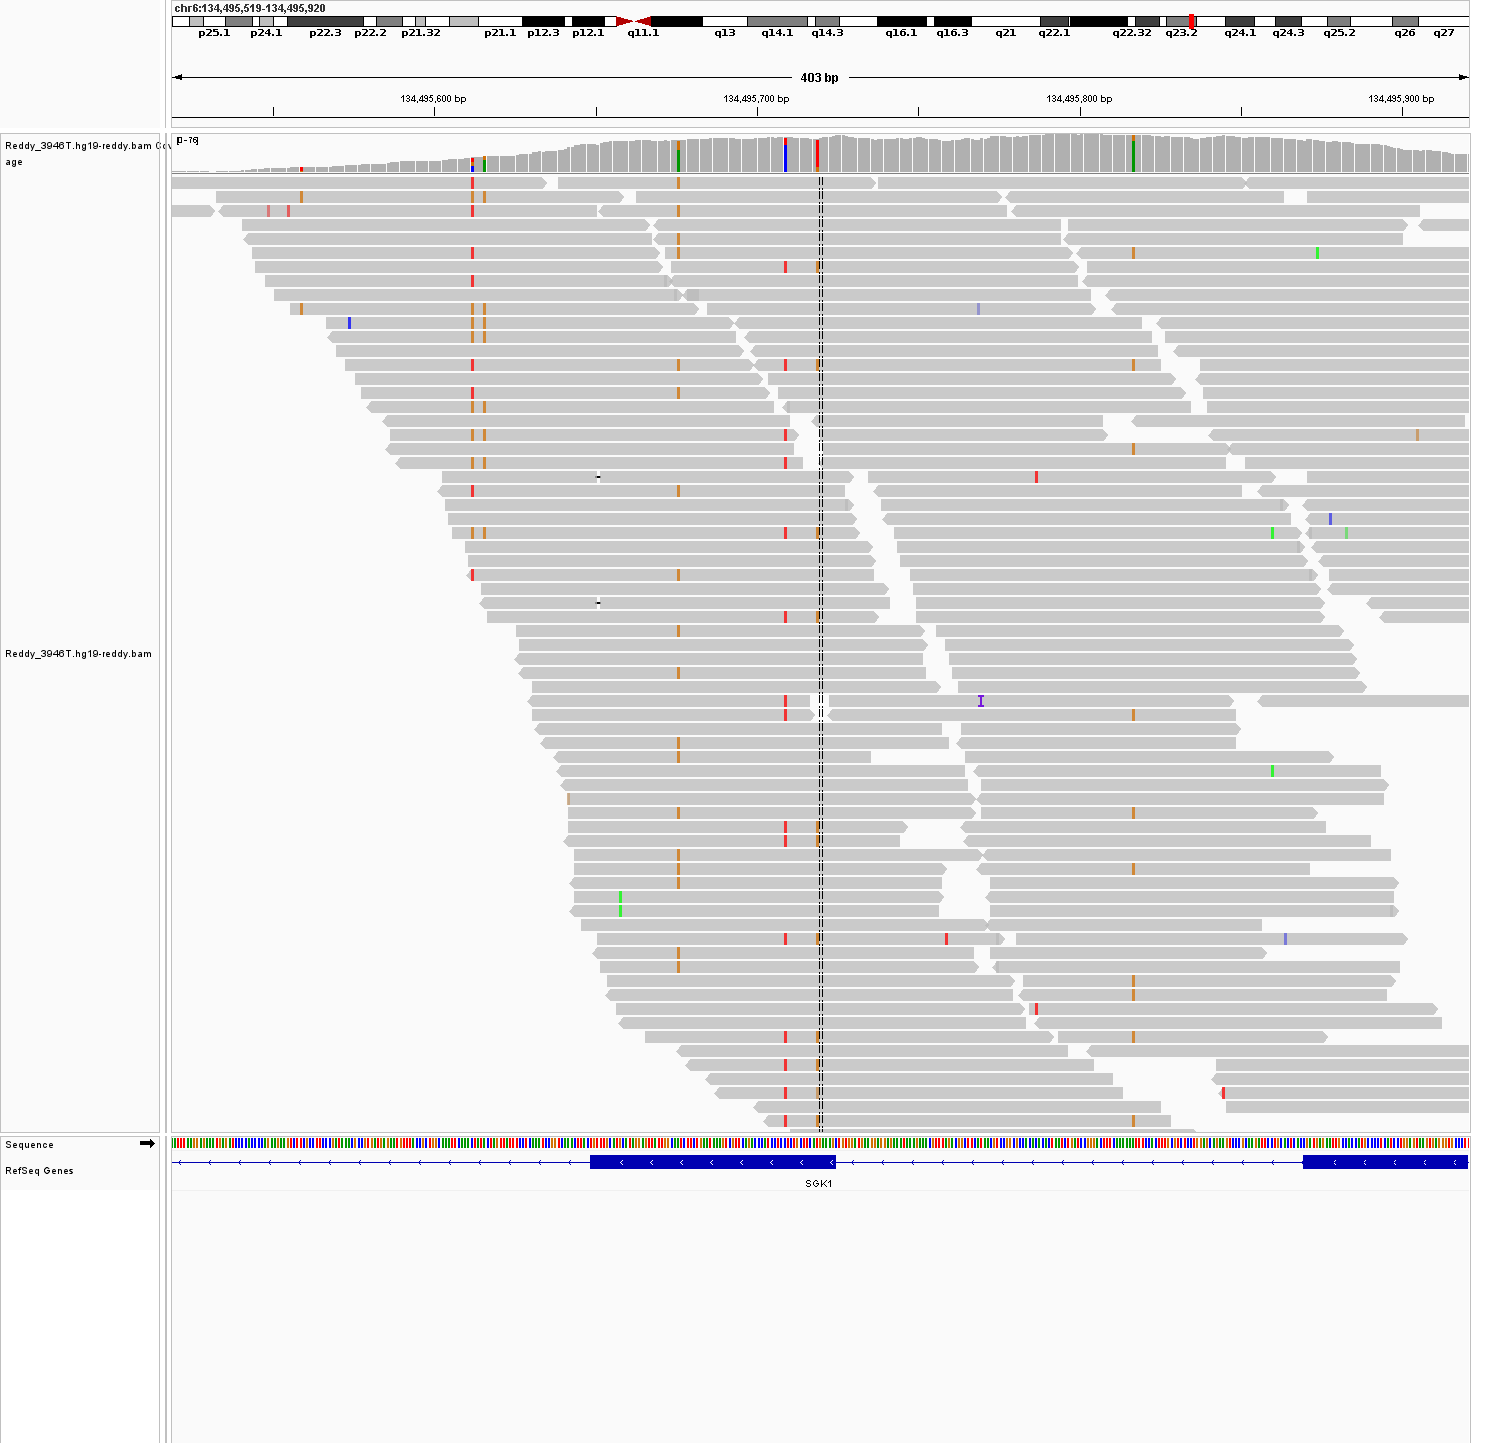 chr6:134,495,519-134,495,920
p25.1 p24.1 p22.3 p22.2 p21.32 p21.1 p12.3 p12.1 q11.1 q13 q14.1 q14.3 q16.1 q16.3 q21 q22.1 q22.32 q23.2 q24.1 q24.3 q25.2 q26 q27
403 bp
134,495,600 bp 134,495,700 bp 134,495,800 bp 134,495,900 bp
[0-76]
Reddy_3946T.hg19-reddy.bam Cov
age
Reddy_3946T.hg19-reddy.bam
Sequence
RefSeq Genes
SGK1